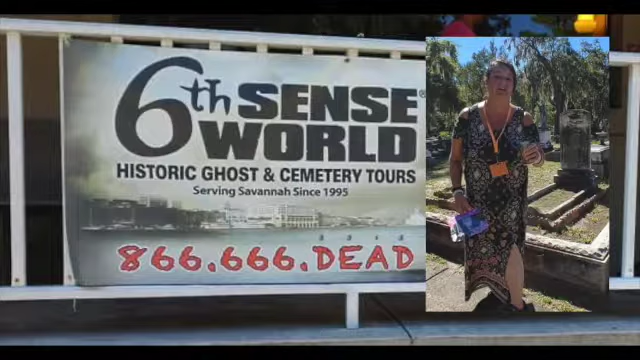 6th SENSE
WORLD®
HISTORIC GHOST & CEMETERY TOURS
Serving Savannah Since 1995
866.666.DEAD